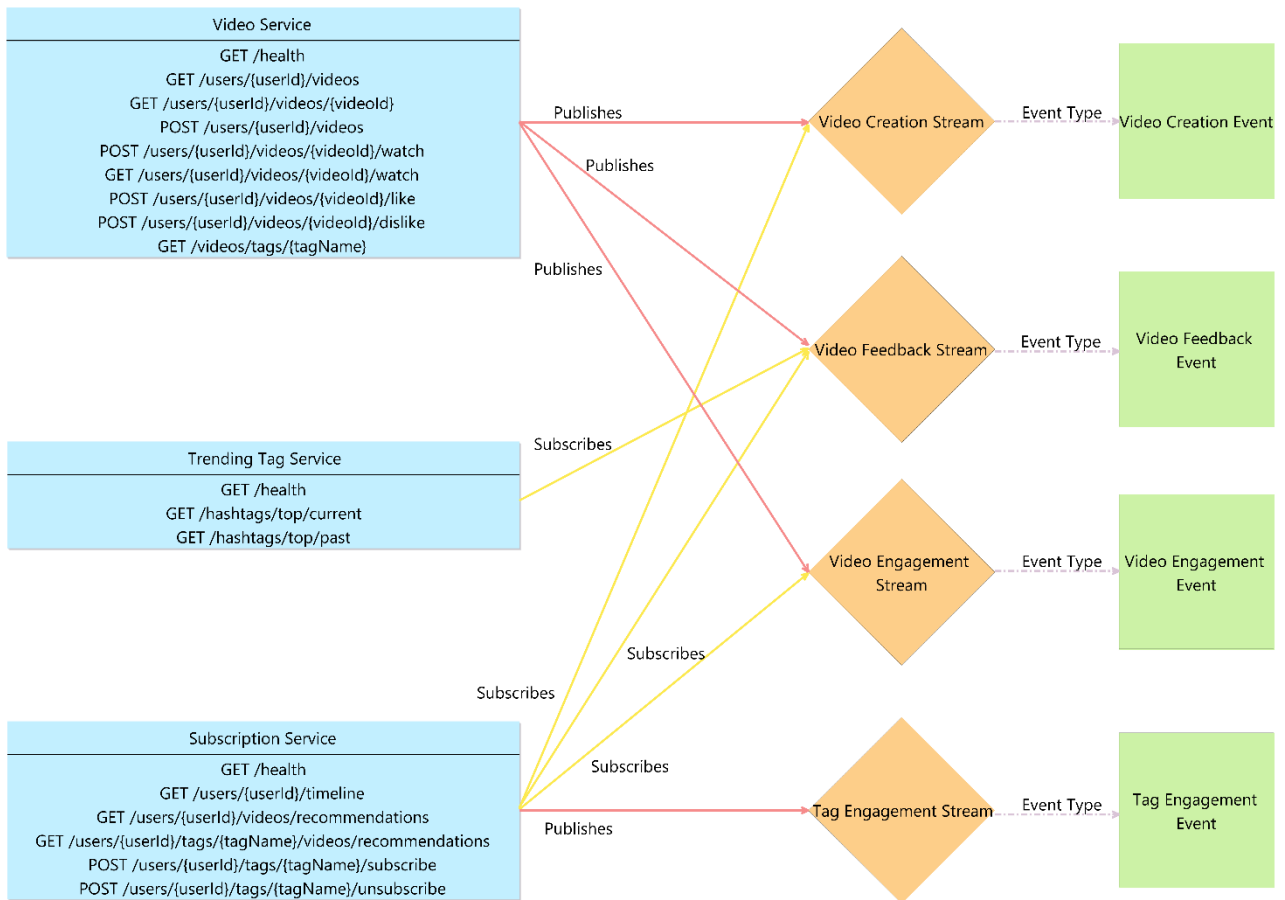 Video Service
GET /health
GET /users/{userId}/videos
GET /users/{userId}/videos/{videoId}
POST /users/{userId}/videos
POST /users/{userId}/videos/{videoId}/watch
GET /users/{userId}/videos/{videoId}/watch
POST /users/{userId}/videos/{videoId}/like
POST /users/{userId}/videos/{videoId}/dislike
GET /videos/tags/{tagName}
Publishes
Publishes
Publishes
Video Creation Stream
Event Type
Video Creation Event
Video Feedback Stream
Event Type
Video Feedback
Event
Trending Tag Service
GET /health
GET /hashtags/top/current
GET /hashtags/top/past
Subscribes
Video Engagement
Stream
Event Type
Video Engagement
Event
Subscribes
Subscribes
Subscribes
Subscription Service
GET /health
GET /users/{userId}/timeline
GET /users/{userId}/videos/recommendations
GET /users/{userId}/tags/{tagName}/videos/recommendations
POST /users/{userId}/tags/{tagName}/subscribe
POST /users/{userId}/tags/{tagName}/unsubscribe
Publishes
Tag Engagement Stream
Event Type
Tag Engagement
Event